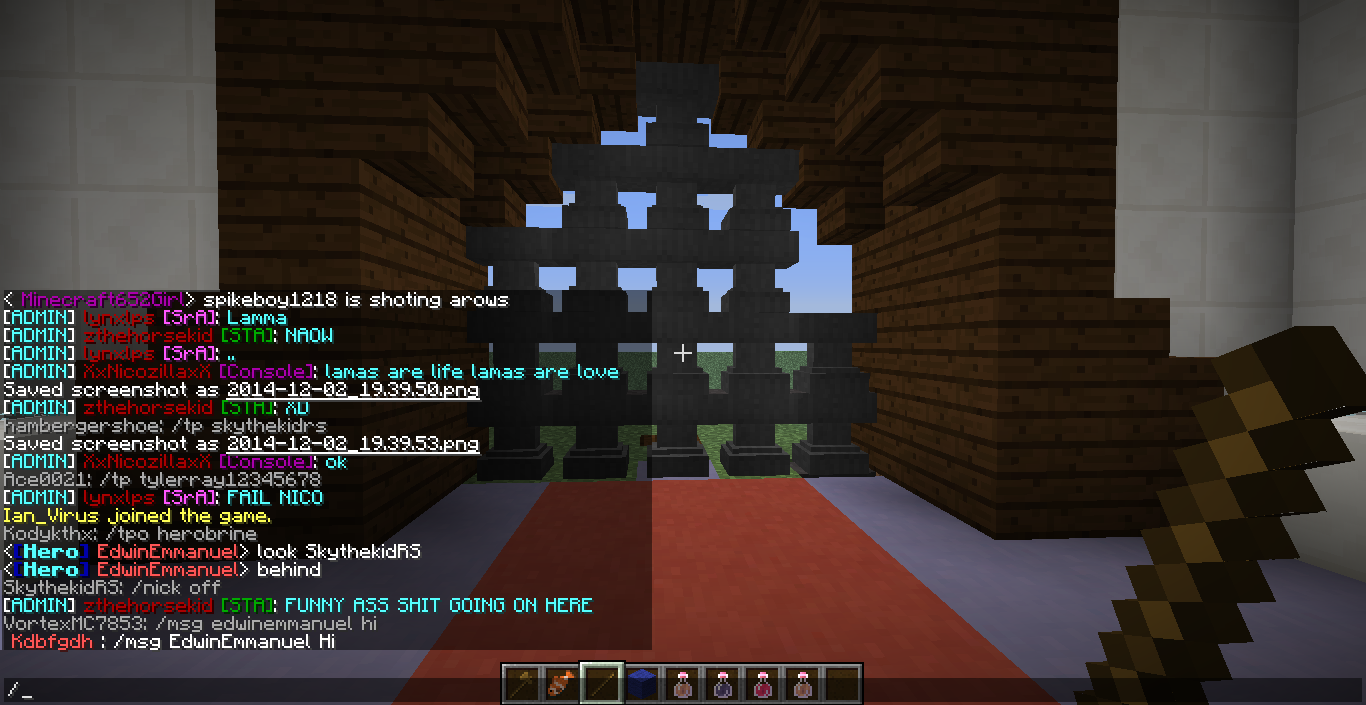 < Minecraft652Girl> spikeboy1218 is shoting arows
[ADMIN] lynxlps [SrA]: Lamma
[ADMIN] zthehorsekid [STA]: NAOW
[ADMIN] lynxlps [SrA]: ..
[ADMIN] XxNicozillaxX [Console]: lamas are life lamas are love
Saved screenshot as 2014-12-02_19.39.50.png
[ADMIN] zthehorsekid [STA]: XD
hambergershoe: /tp skythekidrs
Saved screenshot as 2014-12-02_19.39.53.png
[ADMIN] XxNicozillaxX [Console]: ok
Ace0021: /tp tylerray12345678
[ADMIN] lynxlps [SrA]: FAIL NICO
Ian_Virus joined the game.
Kodykthx: /tpo herobrine
<[Hero] EdwinEmmanuel> look SkythekidRS
<[Hero] EdwinEmmanuel> behind
SkythekidRS: /nick off
[ADMIN] zthehorsekid [STA]: FUNNY ASS SHIT GOING ON HERE
VortexMC7853: /msg edwinemmanuel hi
Kdbfgdh : /msg EdwinEmmanuel Hi
/_